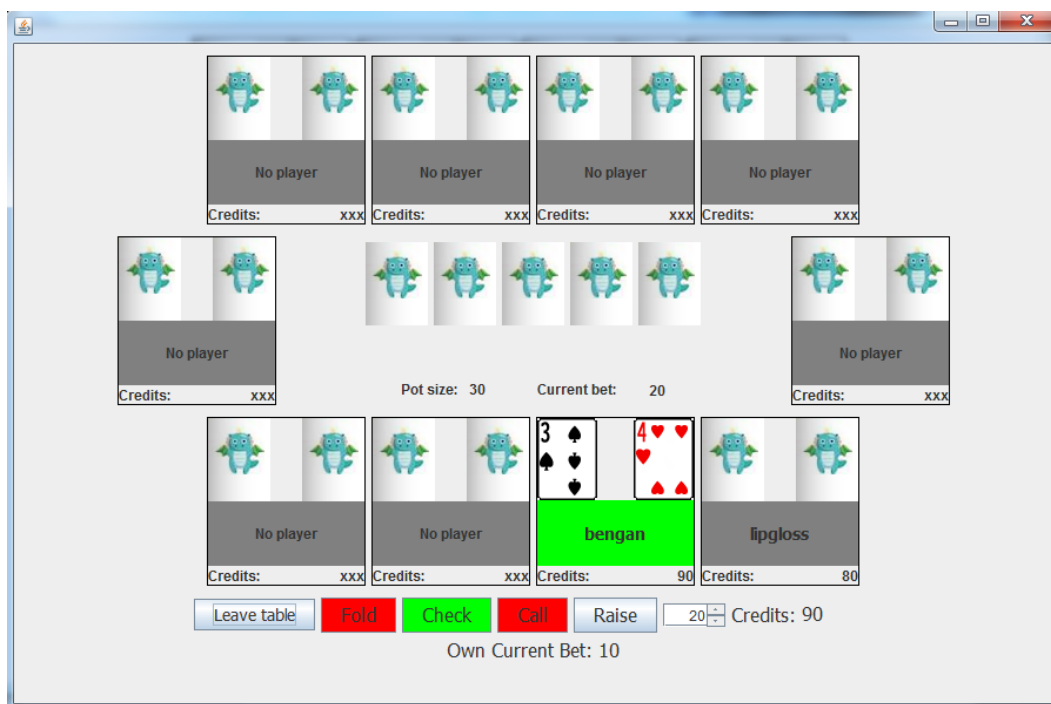 No player No player No player No player
Credits: xxx Credits: xxx Credits: xxx Credits: xxx
No player No player
Pot size: 30 Current bet: 20
Credits: xxx Credits: xxx
3 4
No player No player bengan lipgloss
Credits: xxx Credits: xxx Credits: 90 Credits: 80
Leave table Fold Check Call Raise 20 Credits: 90
Own Current Bet: 10